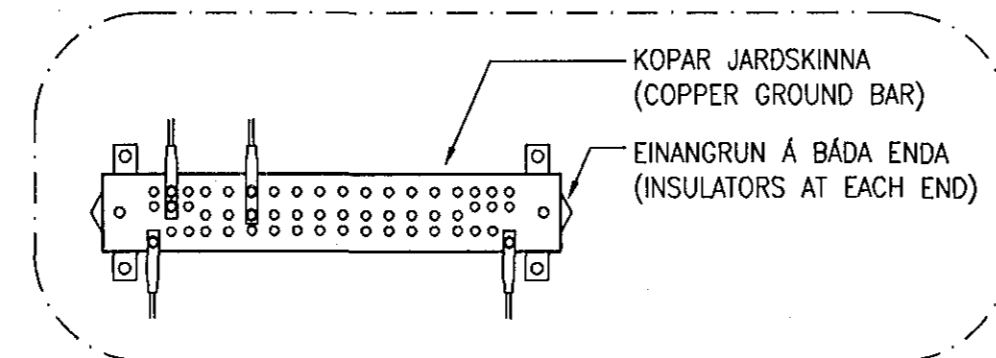 KOPAR JARDSKINNA
(COPPER GROUND BAR)
EINANGRUN Á BÁDA ENDA
(INSULATORS AT EACH END)